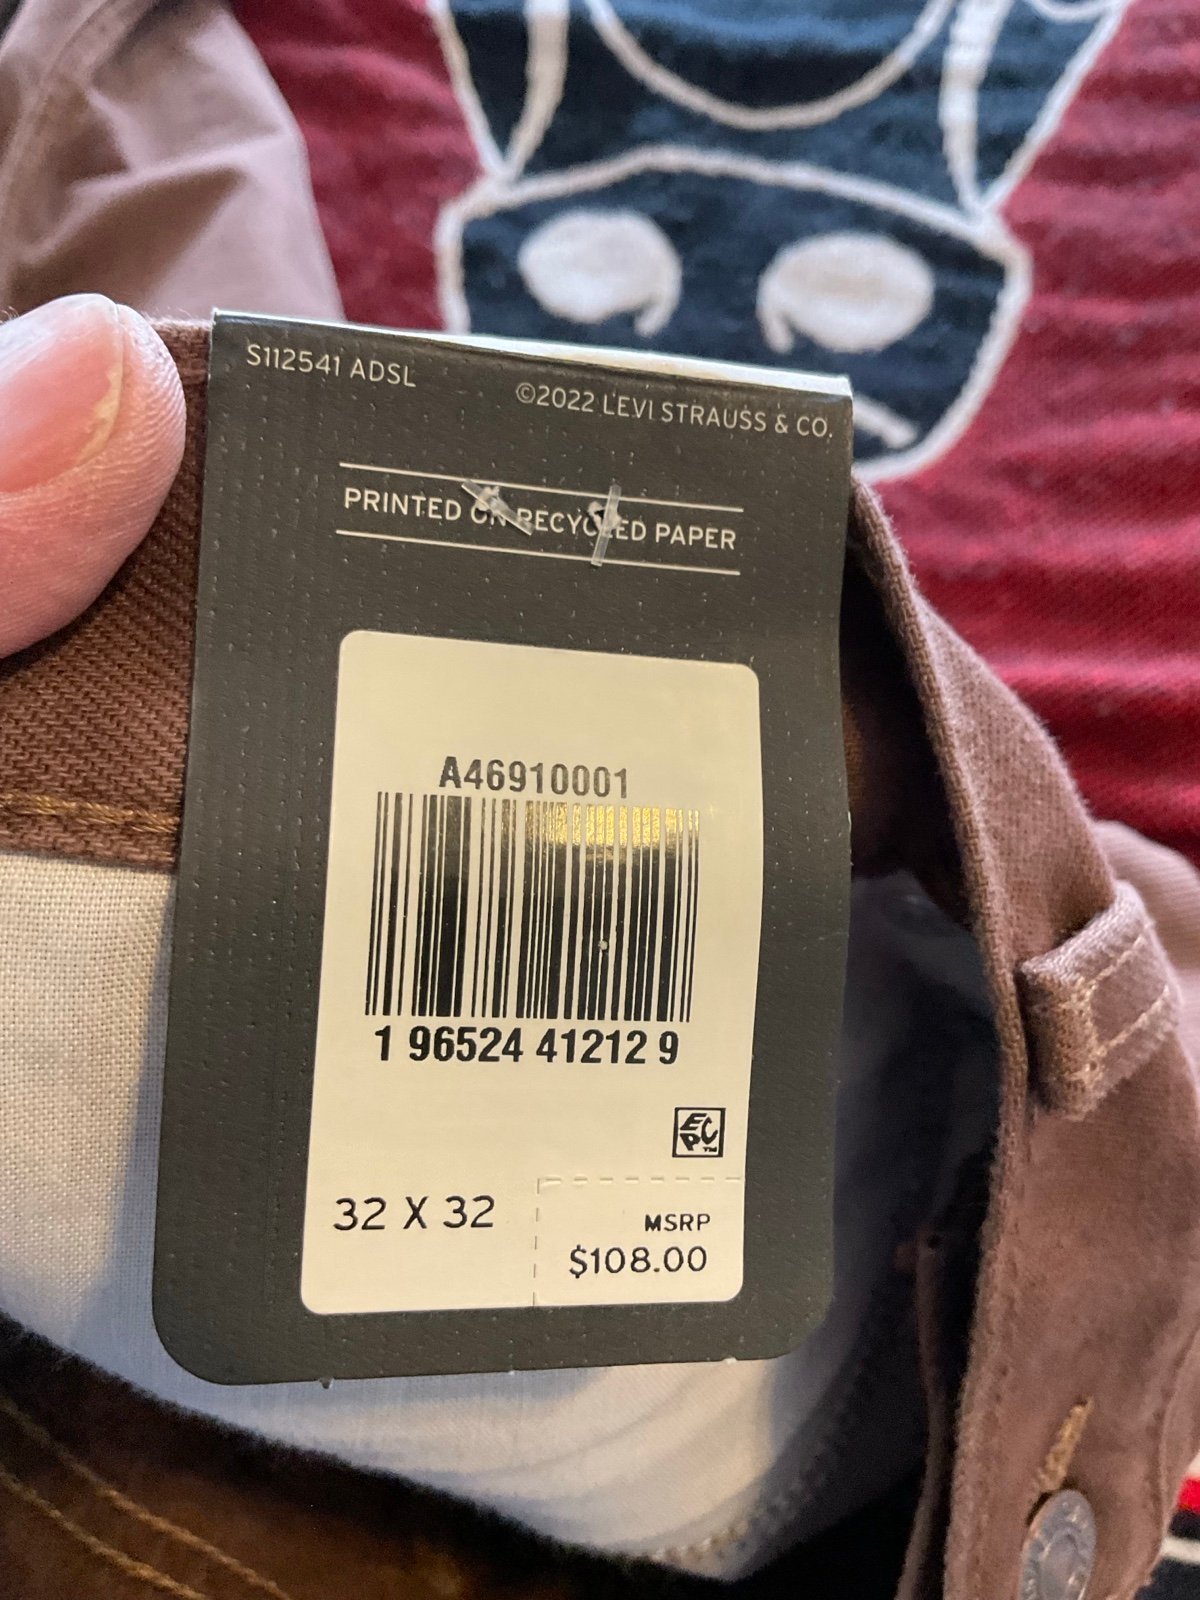 S112541 ADSL
©2022 LEVI STRAUSS & CO.
PRINTED ON RECYCLED PAPER
A46910001
1 96524 41212 9
EPC™
32 X 32
MSRP
$108.00